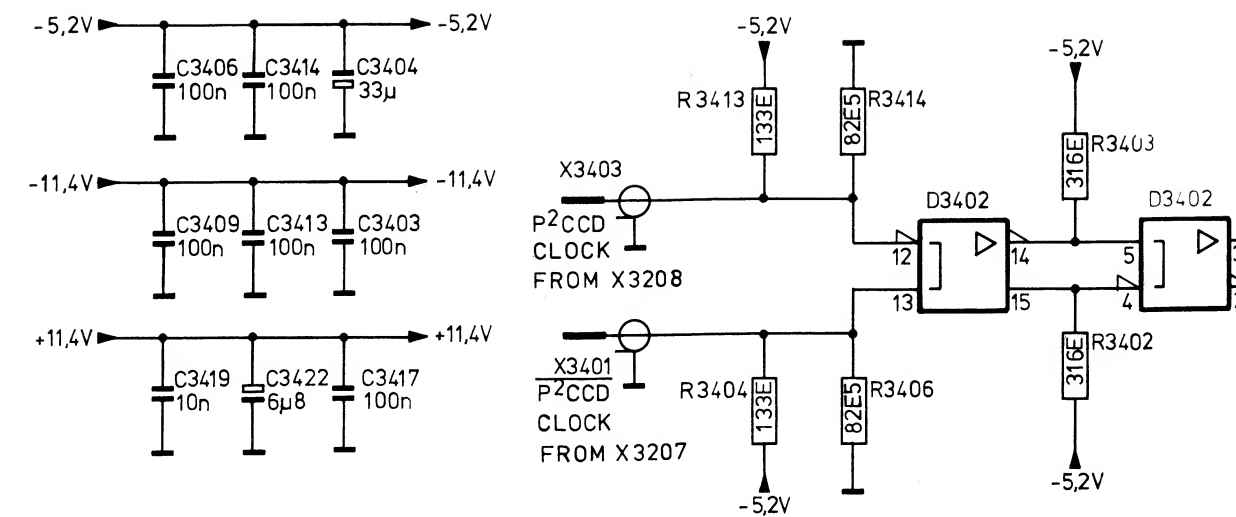 -5,2V
-5,2V
C3406
100n
C3414
100n
C3404
33µ
-11,4V
-11,4V
C3409
100n
C3413
100n
C3403
100n
+11,4V
+11,4V
C3419
10n
C3422
6µ8
C3417
100n
-5,2V
R3413
133E
82E5
R3414
X3403
P²CCD
CLOCK
FROM X3208
-5,2V
316E
R3403
D3402
12
13
14
15
D3402
5
4
X3401
P²CCD
CLOCK
FROM X3207
R3404
133E
-5,2V
82E5
R3406
316E
R3402
-5,2V